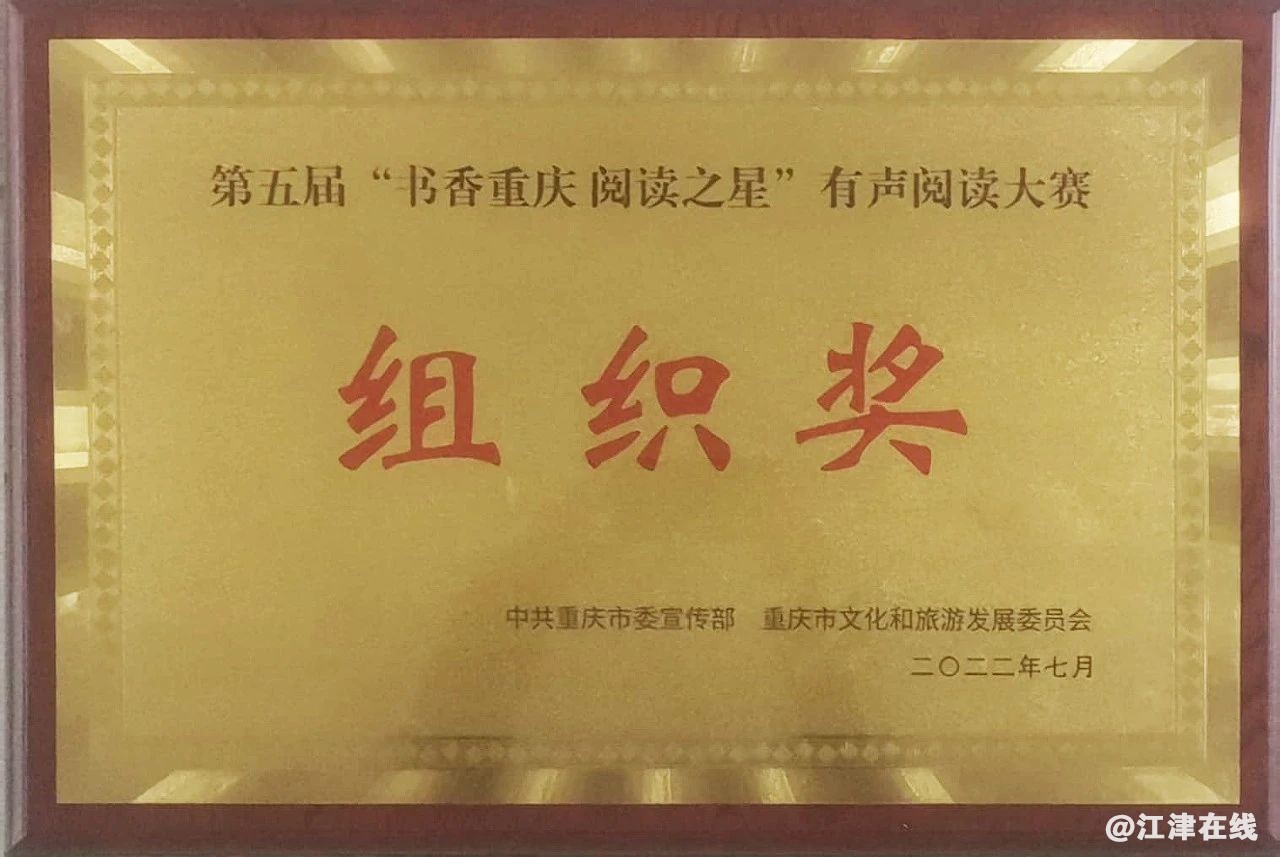 第五届“书香重庆 阅读之星”有声阅读大赛
组织奖
中共重庆市委宣传部 重庆市文化和旅游发展委员会
二〇二二年七月
@江津在线